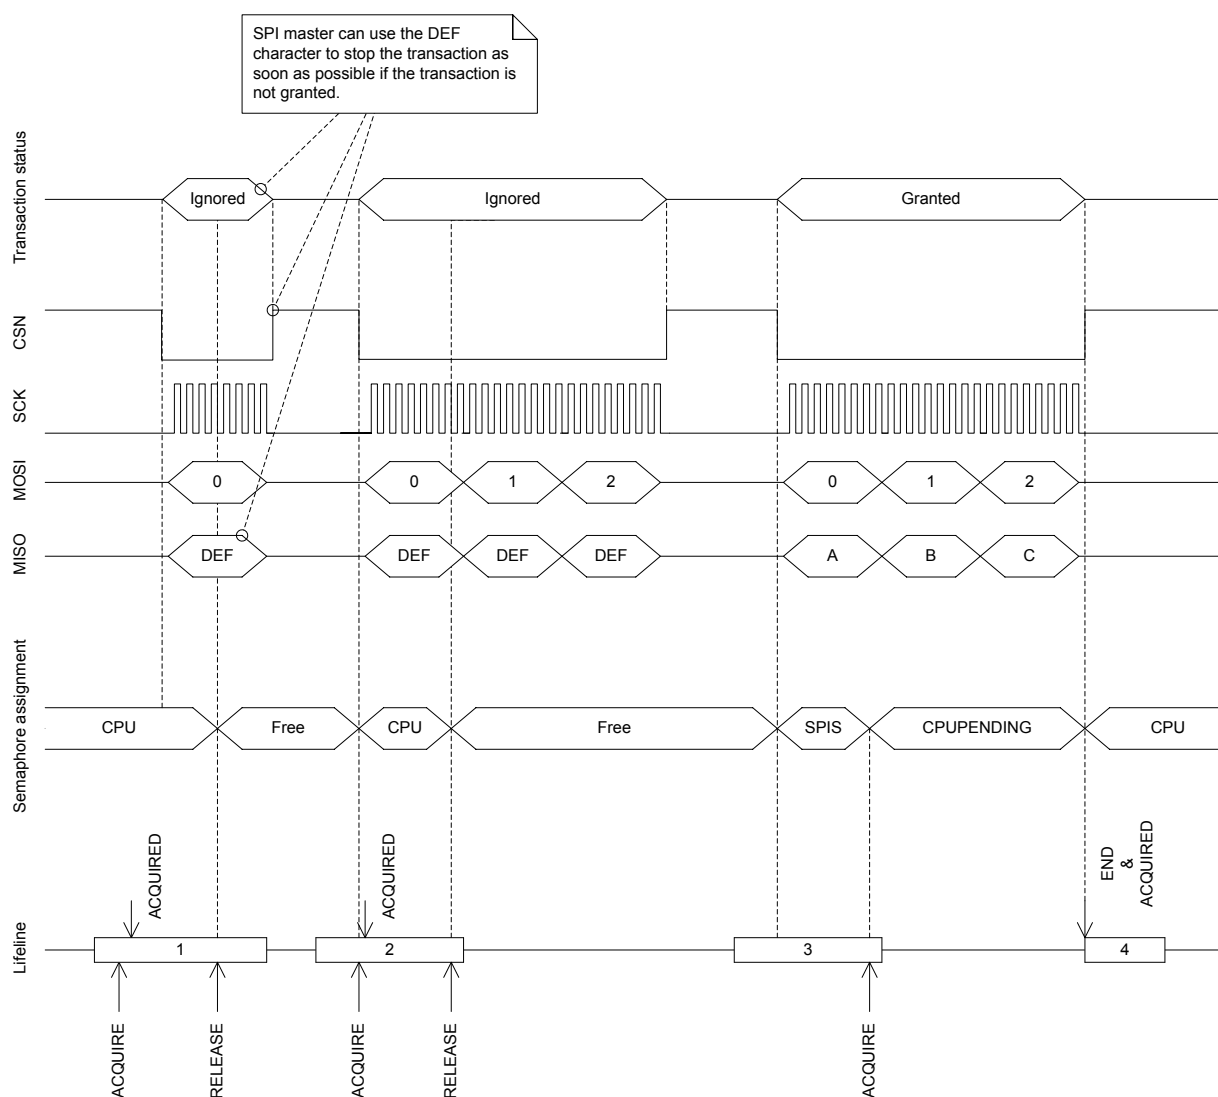 SPI master can use the DEF
character to stop the transaction as
soon as possible if the transaction is
not granted.
Transaction status
Ignored
Ignored
Granted
CSN
SCK
MOSI
0
0
1
2
0
1
2
MISO
DEF
DEF
DEF
DEF
A
B
C
Semaphore assignment
CPU
Free
CPU
Free
SPIS
CPUPENDING
CPU
ACQUIRED
ACQUIRED
END
&
ACQUIRED
Lifeline
1
2
3
4
ACQUIRE
RELEASE
ACQUIRE
RELEASE
ACQUIRE